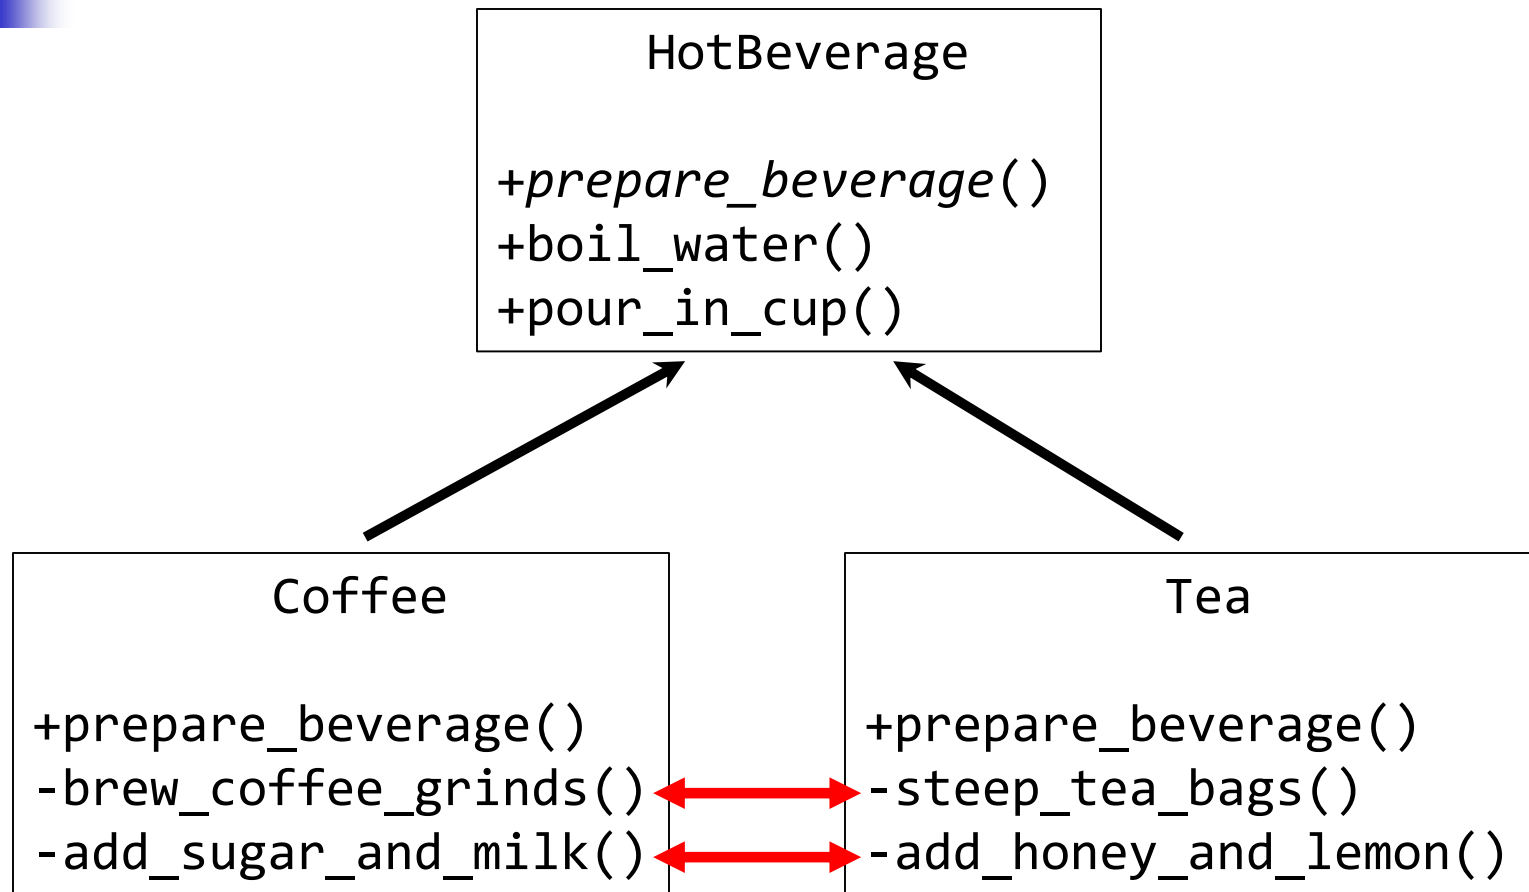 HotBeverage
+prepare_beverage()
+boil_water()
+pour_in_cup()
Coffee
+prepare_beverage()
-brew_coffee_grinds()
-add_sugar_and_milk()
Tea
+prepare_beverage()
-steep_tea_bags()
-add_honey_and_lemon()